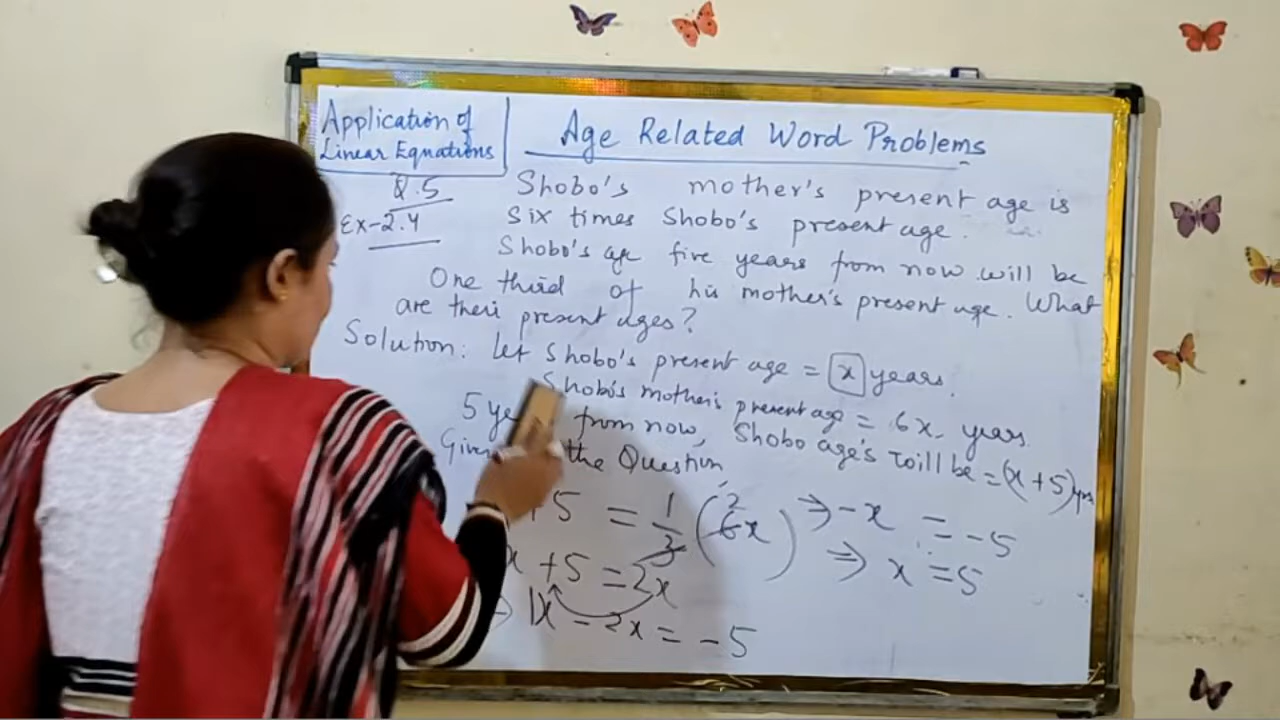 Application of
Linear Equations
Age Related Word Problems
Q.5
Ex-2.4
Shobo's mother's present age is
six times Shobo's present age.
Shobo's age five years from now will be
One third of his mother's present age. What
are their present ages?
Solution: Let Shobo's present age = x years.
Shobo's mother's present age = 6x years.
5 from now, Shobo age's will be = (x+5) yrs
the Question,
+5 = 1/3 (6x) 2 ⇒ -x = -5
x +5 = 2x ⇒ x = 5
1x - 2x = -5